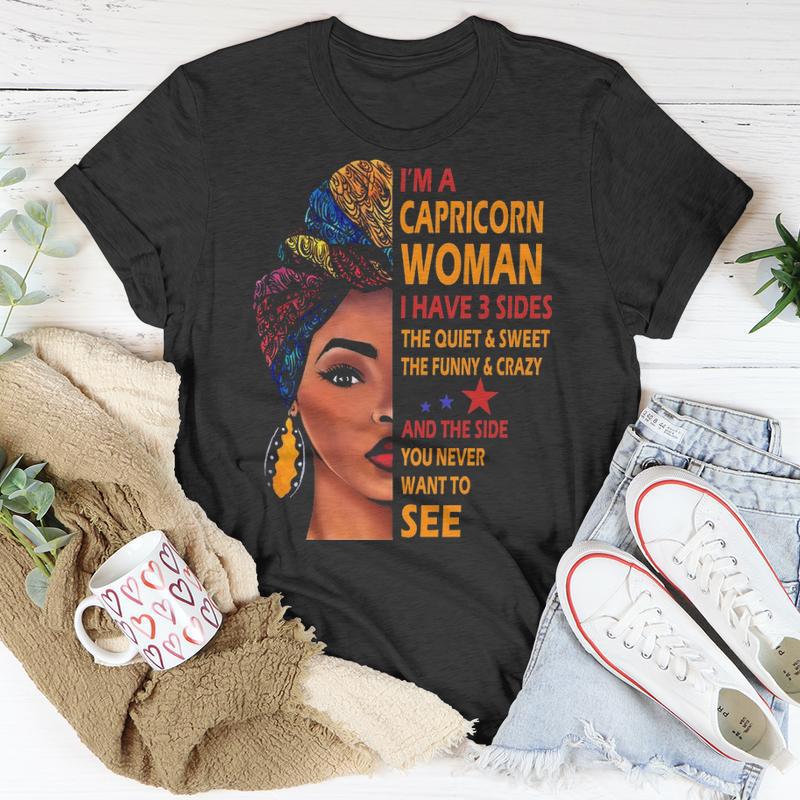 I'M A
CAPRICORN
WOMAN
I HAVE 3 SIDES
THE QUIET & SWEET
THE FUNNY & CRAZY
AND THE SIDE
YOU NEVER
WANT TO
SEE